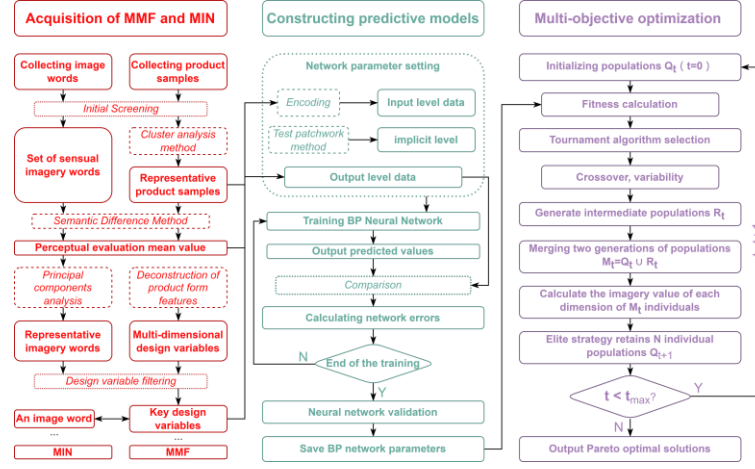 Acquisition of MMF and MIN
Collecting image
words
Collecting product
samples
Initial Screening
Set of sensual
imagery words
Cluster analysis
method
Representative
product samples
Semantic Difference Method
Perceptual evaluation mean value
Principal
components
analysis
Deconstruction of
product form
features
Representative
imagery words
Multi-dimensional
design variables
Design variable filtering
An image word
Key design
variables
...
...
MIN
MMF
Constructing predictive models
Network parameter setting
Encoding
Input level data
Test patchwork
method
implicit level
Output level data
Training BP Neural Network
Output predicted values
Comparison
Calculating network errors
N
End of the training
Y
Neural network validation
Save BP network parameters
Multi-objective optimization
Initializing populations Qt ( t=0 )
Fitness calculation
Tournament algorithm selection
Crossover, variability
Generate intermediate populations Rt
Merging two generations of populations
Mt=Qt ∪ Rt
Calculate the imagery value of each
dimension of Mt individuals
Elite strategy retains N individual
populations Qt+1
t < tmax?
Y
N
Output Pareto optimal solutions